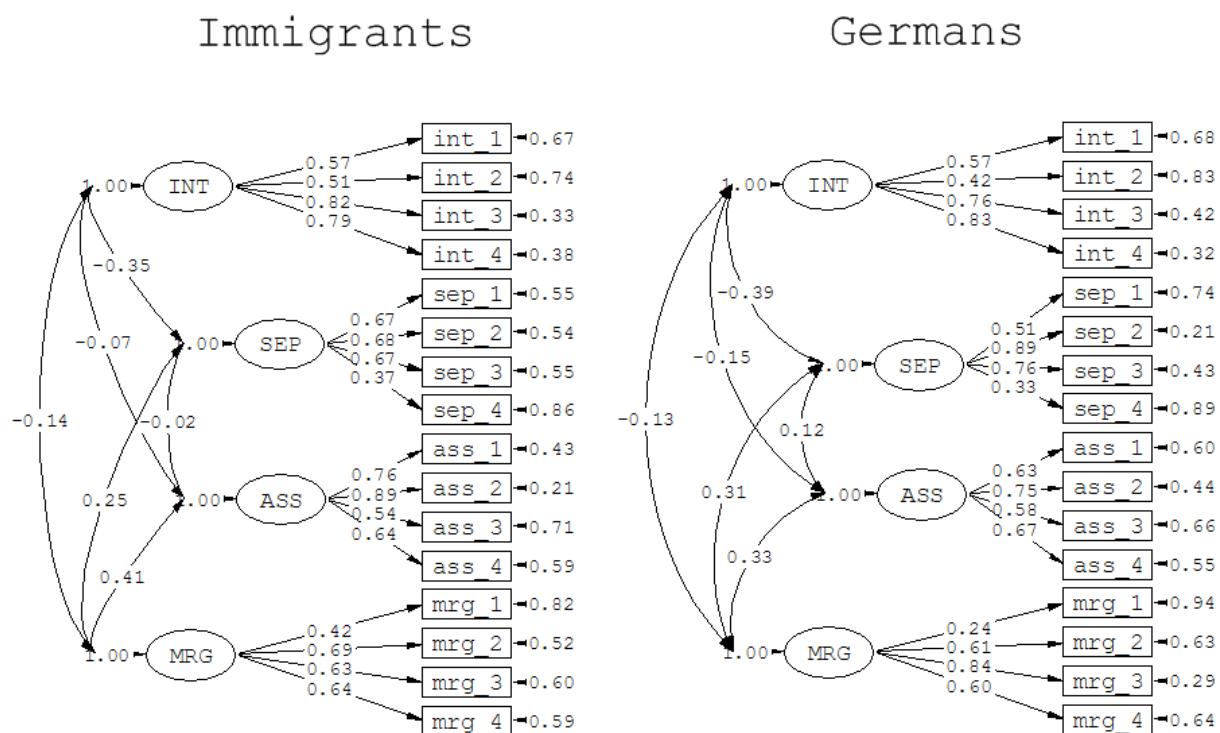 Immigrants
INT
SEP
ASS
MRG
1.00
.00
1.00
1.00
-0.35
-0.07
-0.14
-0.02
0.25
0.41
0.57
0.51
0.82
0.79
0.67
0.68
0.67
0.37
0.76
0.89
0.54
0.64
0.42
0.69
0.63
0.64
int_1 0.67
int_2 0.74
int_3 0.33
int_4 0.38
sep_1 0.55
sep_2 0.54
sep_3 0.55
sep_4 0.86
ass_1 0.43
ass_2 0.21
ass_3 0.71
ass_4 0.59
mrg_1 0.82
mrg_2 0.52
mrg_3 0.60
mrg_4 0.59
Germans
INT
SEP
ASS
MRG
1.00
.00
1.00
1.00
-0.39
-0.15
-0.13
0.12
0.31
0.33
0.57
0.42
0.76
0.83
0.51
0.89
0.76
0.33
0.63
0.75
0.58
0.67
0.24
0.61
0.84
0.60
int_1 0.68
int_2 0.83
int_3 0.42
int_4 0.32
sep_1 0.74
sep_2 0.21
sep_3 0.43
sep_4 0.89
ass_1 0.60
ass_2 0.44
ass_3 0.66
ass_4 0.55
mrg_1 0.94
mrg_2 0.63
mrg_3 0.29
mrg_4 0.64